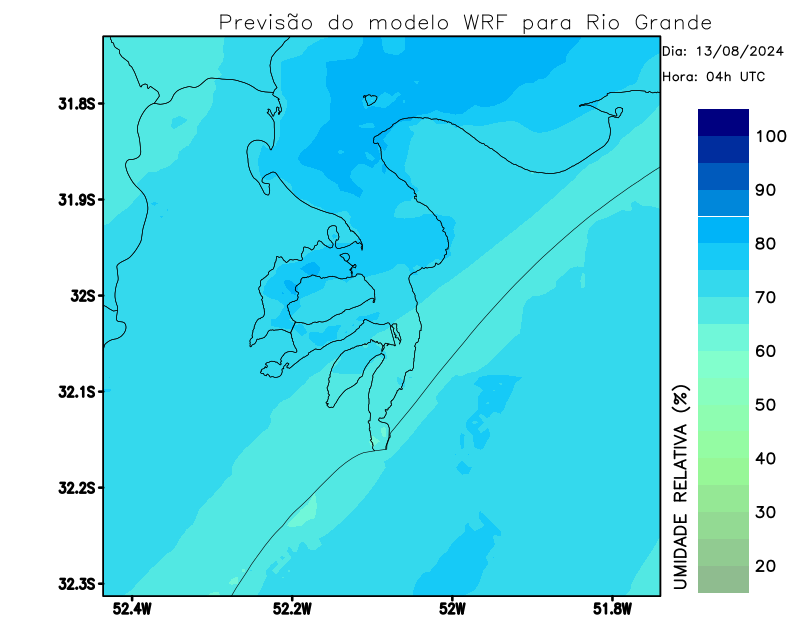 Previsão do modelo WRF para Rio Grande
Dia: 13/08/2024
Hora: 04h UTC
31.8S
31.9S
32S
32.1S
32.2S
32.3S
52.4W
52.2W
52W
51.8W
100
90
80
70
60
50
40
30
20
UMIDADE RELATIVA (%)